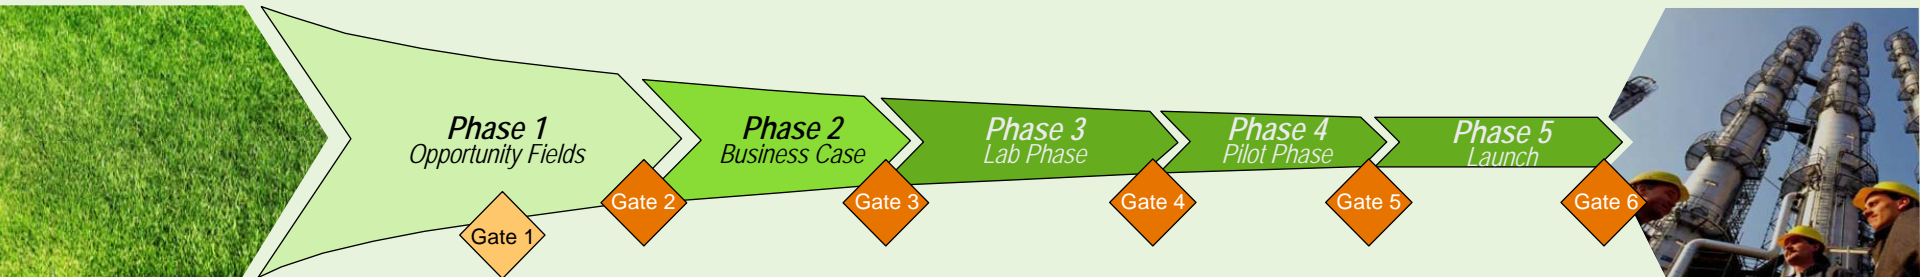 Phase 1
Opportunity Fields
Phase 2
Business Case
Phase 3
Lab Phase
Phase 4
Pilot Phase
Phase 5
Launch
Gate 1
Gate 2
Gate 3
Gate 4
Gate 5
Gate 6